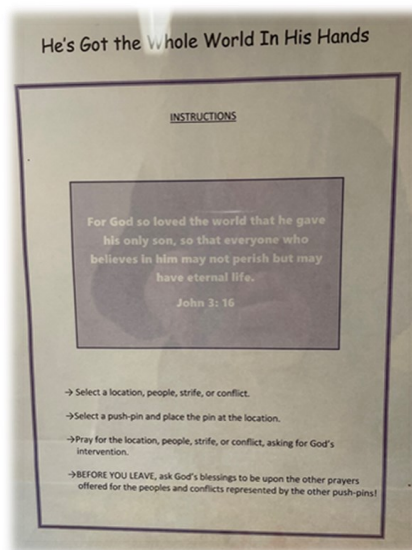 He's Got the Whole World In His Hands
INSTRUCTIONS
For God so loved the world that he gave
his only son, so that everyone who
believes in him may not perish but may
have eternal life.
John 3: 16
→ Select a location, people, strife, or conflict.
→Select a push-pin and place the pin at the location.
→Pray for the location, people, strife, or conflict, asking for God's
intervention.
→BEFORE YOU LEAVE, ask God's blessings to be upon the other prayers
offered for the peoples and conflicts represented by the other push-pins!